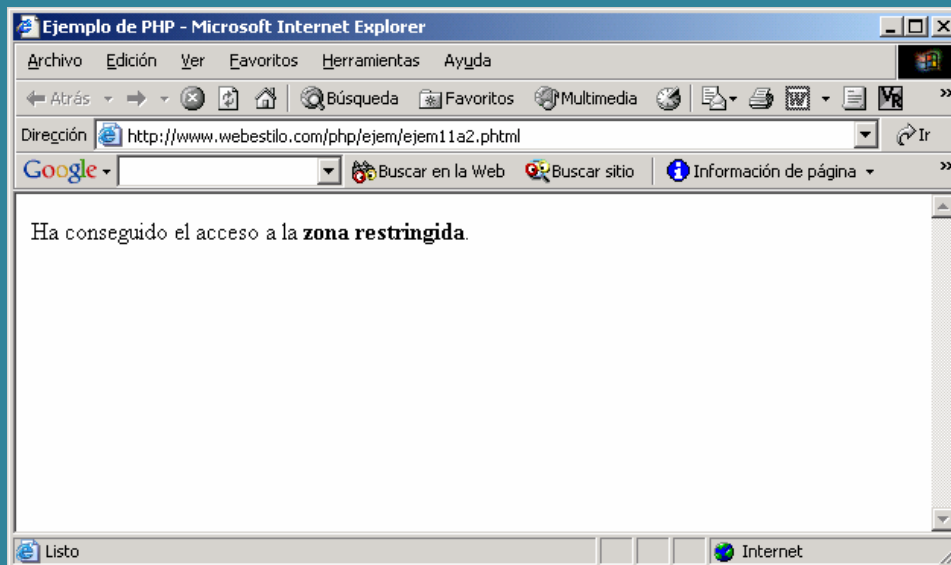 Ejemplo de PHP - Microsoft Internet Explorer
Archivo Edición Ver Favoritos Herramientas Ayuda
Atrás Búsqueda Favoritos Multimedia W VR »
Dirección http://www.webestilo.com/php/ejem/ejem11a2.phtml Ir
Google Buscar en la Web Buscar sitio Información de página »
Ha conseguido el acceso a la zona restringida.
Listo Internet